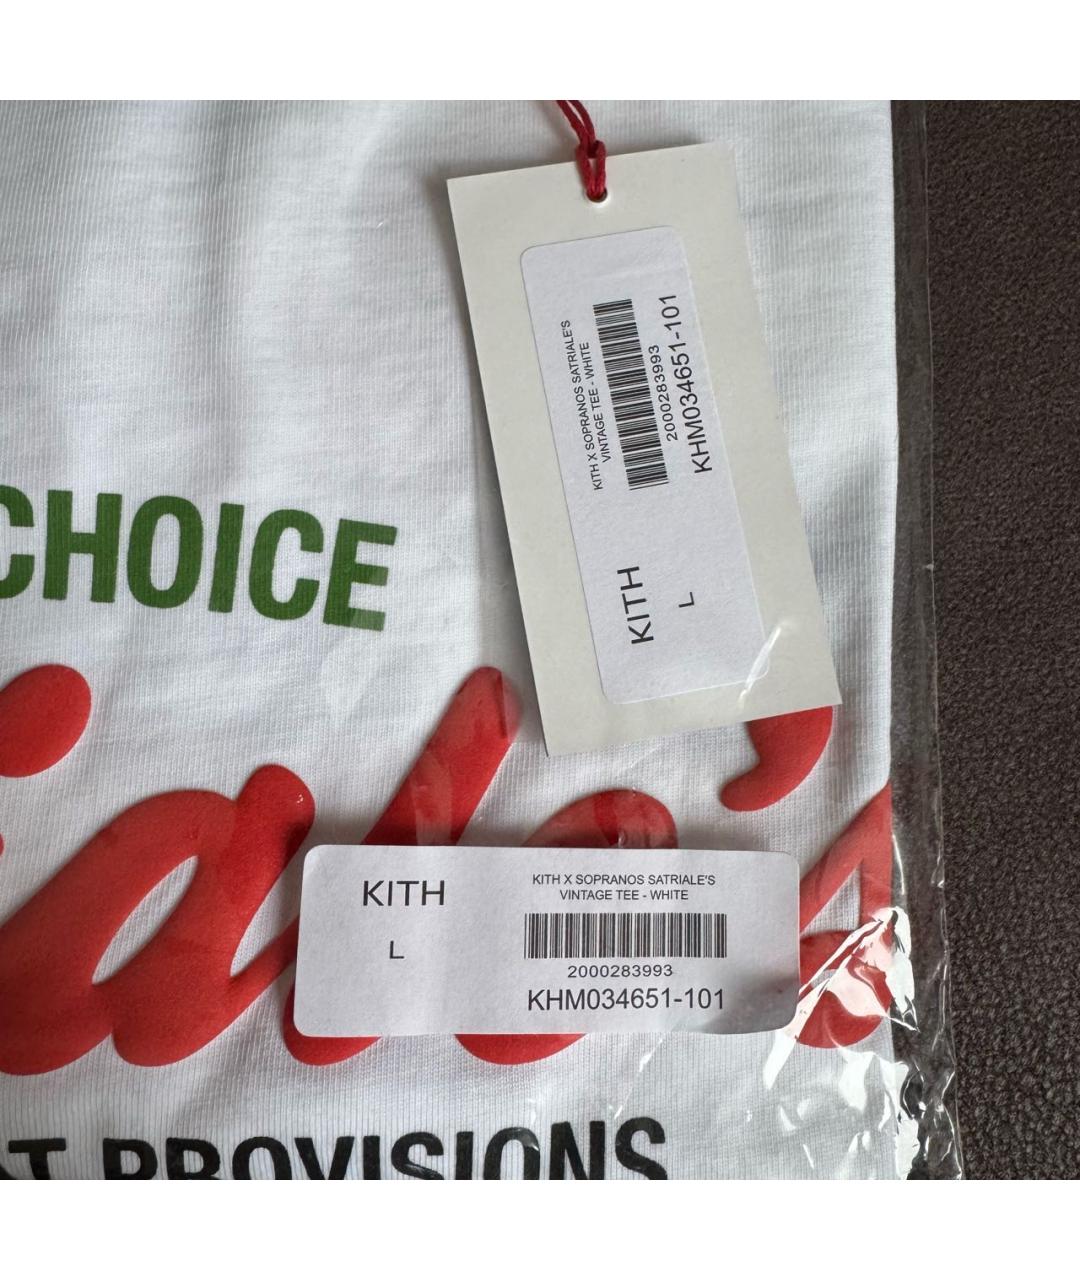 KITH X SOPRANOS SATRIALE'S
VINTAGE TEE - WHITE
2000283993
KHM034651-101
KITH
L
CHOICE
KITH
L
KITH X SOPRANOS SATRIALE'S
VINTAGE TEE - WHITE
2000283993
KHM034651-101
PROVISIONS